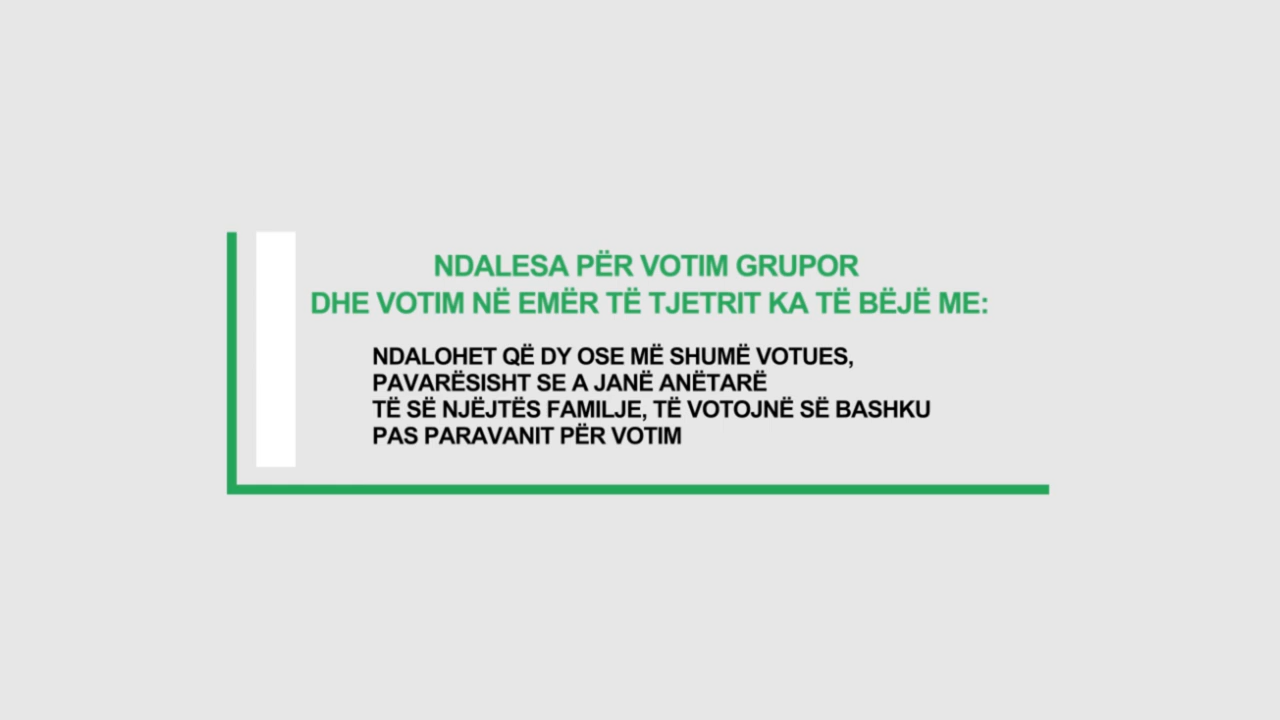 NDALESA PËR VOTIM GRUPOR
DHE VOTIM NË EMËR TË TJETRIT KA TË BËJË ME:
NDALOHET QË DY OSE MË SHUMË VOTUES,
PAVARËSISHT SE A JANË ANËTARË
TË SË NJËJTËS FAMILJE, TË VOTOJNË SË BASHKU
PAS PARAVANIT PËR VOTIM